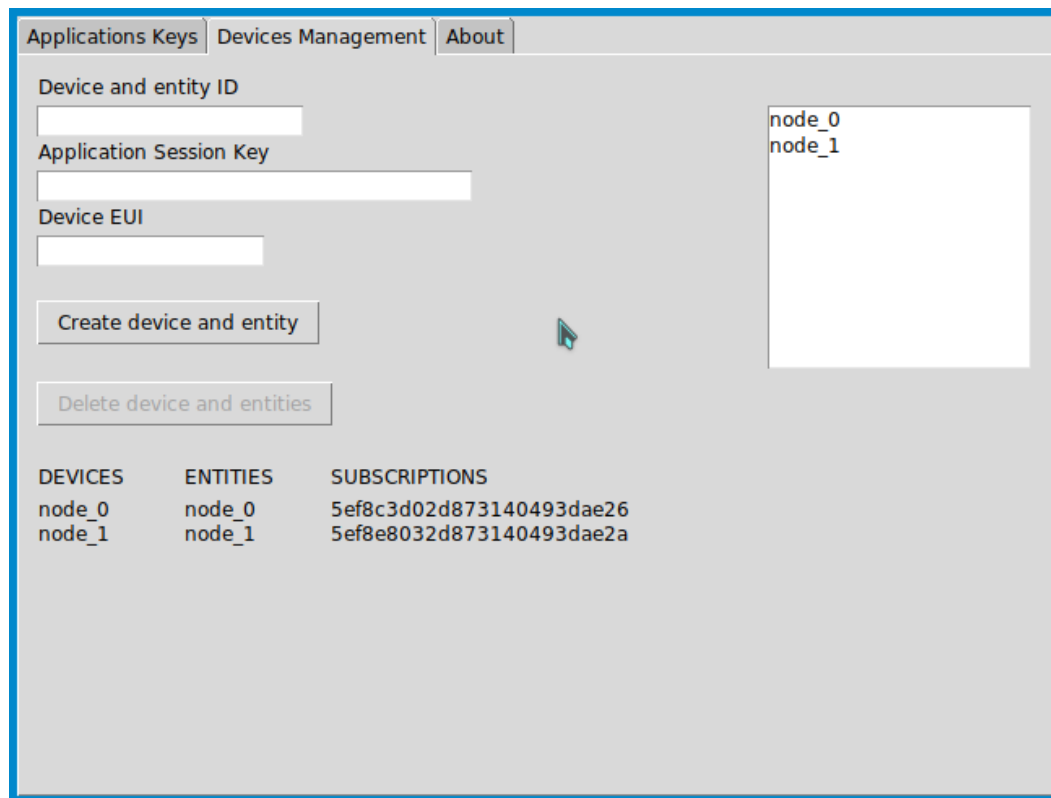 Applications Keys Devices Management About
Device and entity ID
node_0
node_1
Application Session Key
Device EUI
Create device and entity
Delete device and entities
DEVICES ENTITIES SUBSCRIPTIONS
node_0 node_0 5ef8c3d02d873140493dae26
node_1 node_1 5ef8e8032d873140493dae2a